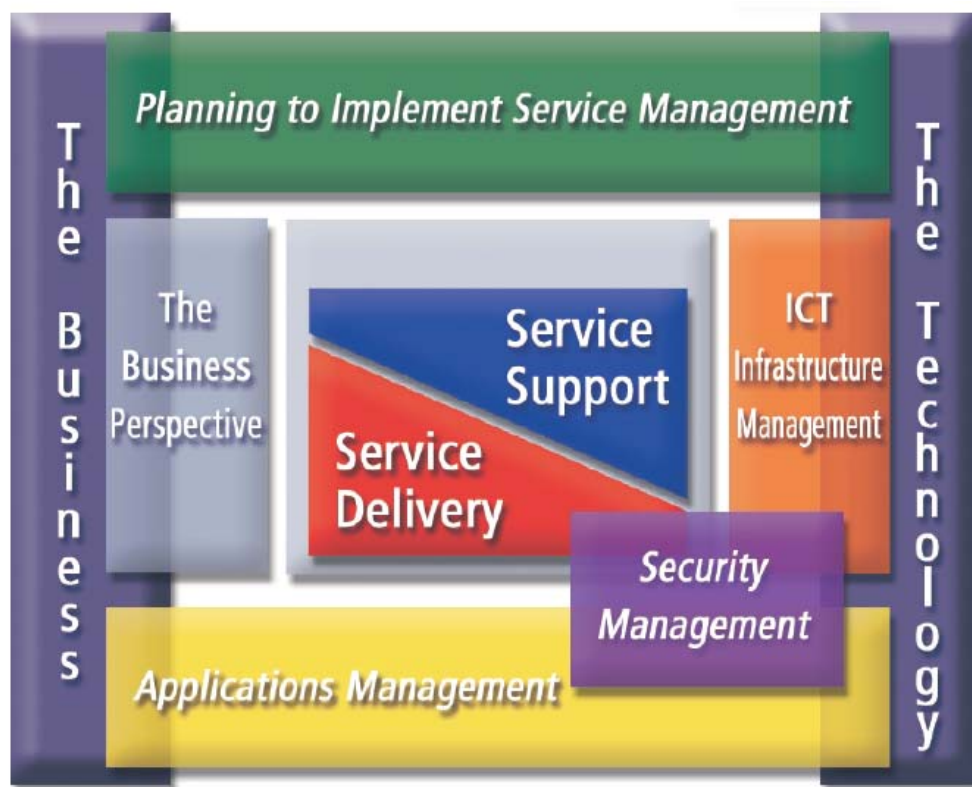 The Business
Planning to Implement Service Management
The
Business
Perspective
Service
Support
Service
Delivery
ICT
Infrastructure
Management
Security
Management
Applications Management
The Technology